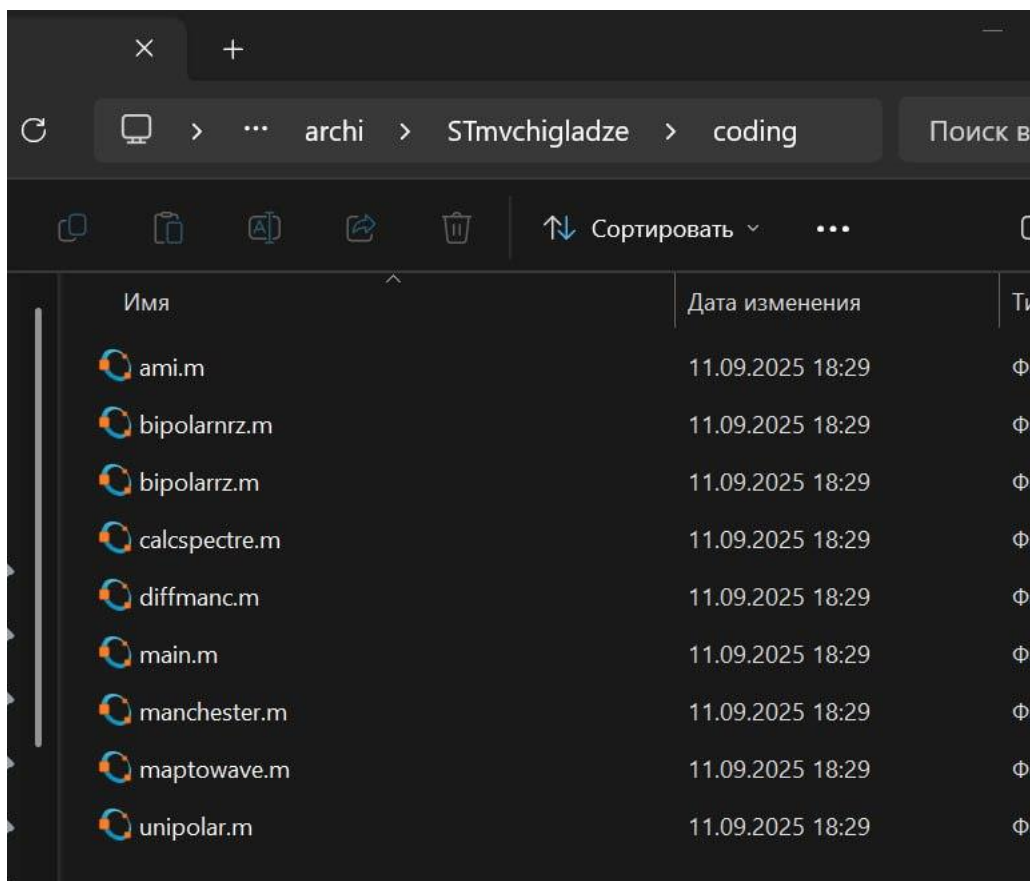 archi > STmvchigladze > coding
Поиск в
Сортировать
Имя Дата изменения
ami.m 11.09.2025 18:29 Ф
bipolarnrz.m 11.09.2025 18:29 Ф
bipolarrz.m 11.09.2025 18:29 Ф
calcspectre.m 11.09.2025 18:29 Ф
diffmanc.m 11.09.2025 18:29 Ф
main.m 11.09.2025 18:29 Ф
manchester.m 11.09.2025 18:29 Ф
maptowave.m 11.09.2025 18:29 Ф
unipolar.m 11.09.2025 18:29 Ф